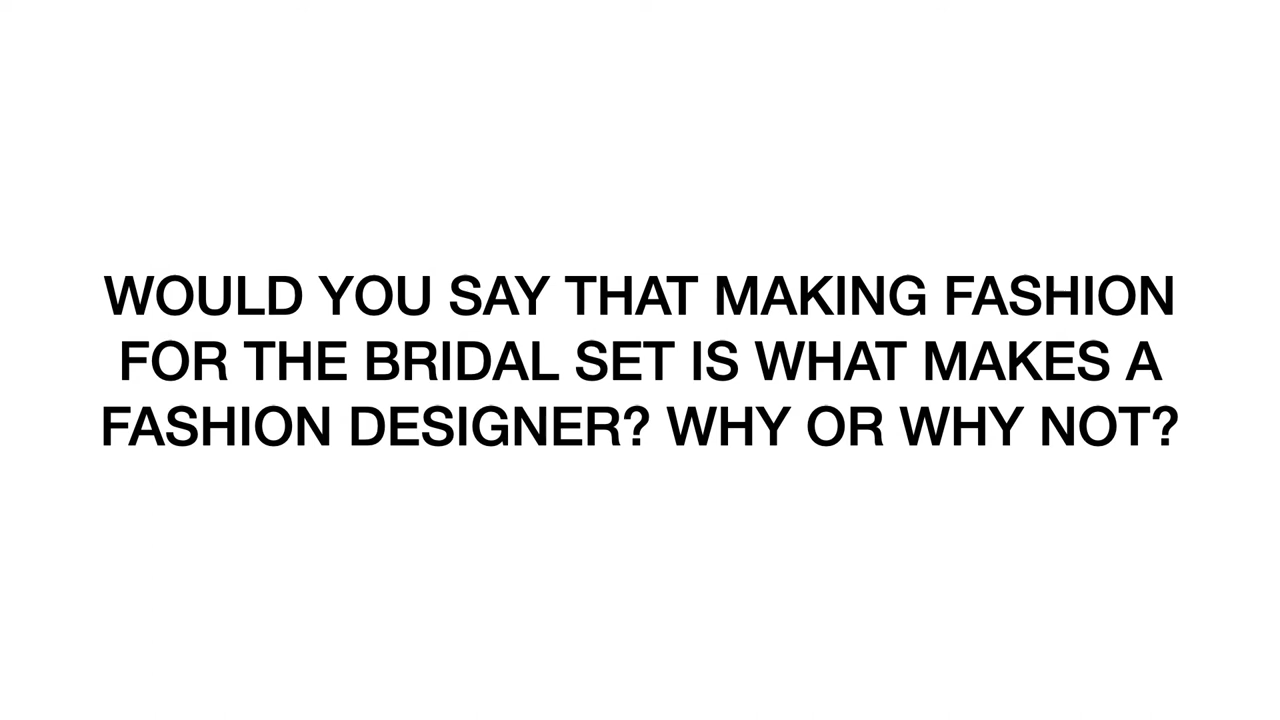 WOULD YOU SAY THAT MAKING FASHION
FOR THE BRIDAL SET IS WHAT MAKES A
FASHION DESIGNER? WHY OR WHY NOT?